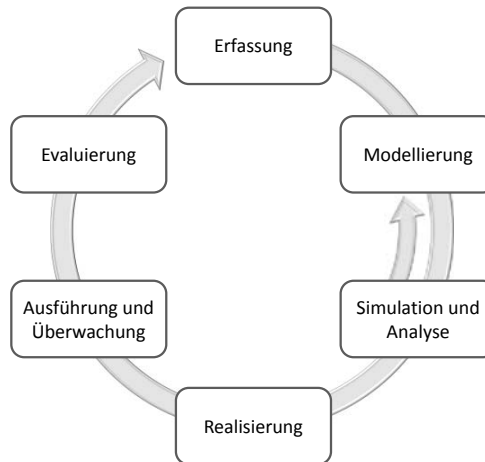 Erfassung
Modellierung
Simulation und
Analyse
Realisierung
Ausführung und
Überwachung
Evaluierung